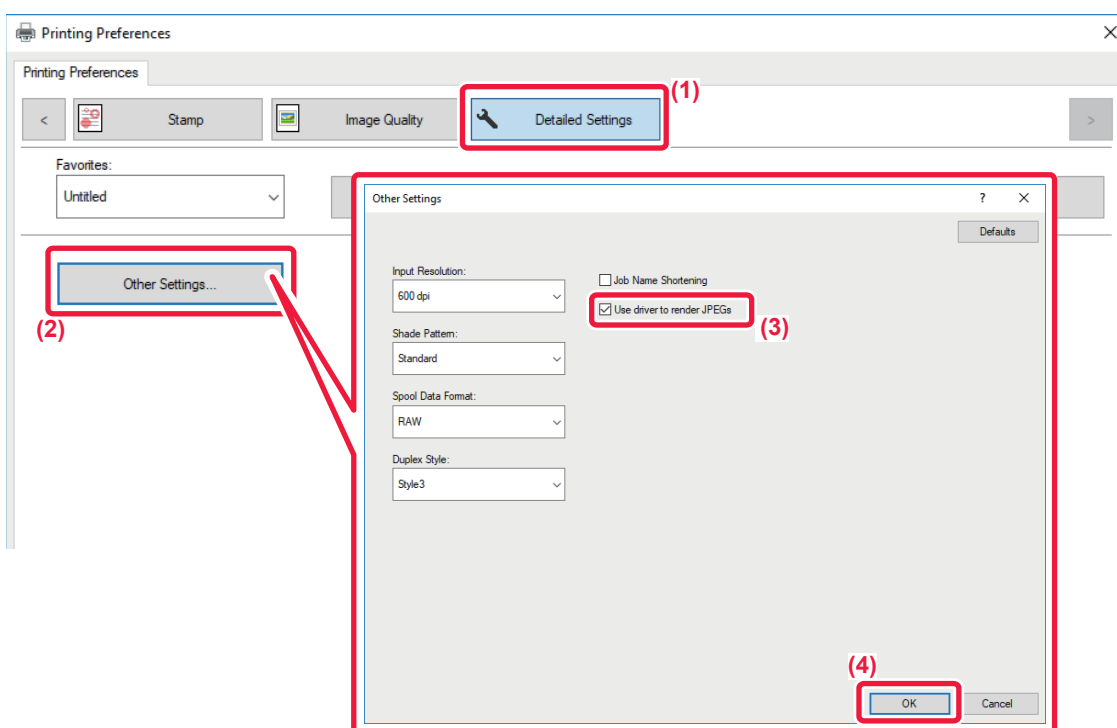 Printing Preferences
Printing Preferences
(1)
< Stamp Image Quality Detailed Settings >
Favorites:
Untitled
Other Settings...
(2)
Other Settings ?
Defaults
Input Resolution:
600 dpi
Job Name Shortening
Use driver to render JPEGs
(3)
Shade Pattern:
Standard
Spool Data Format:
RAW
Duplex Style:
Style3
(4)
OK Cancel